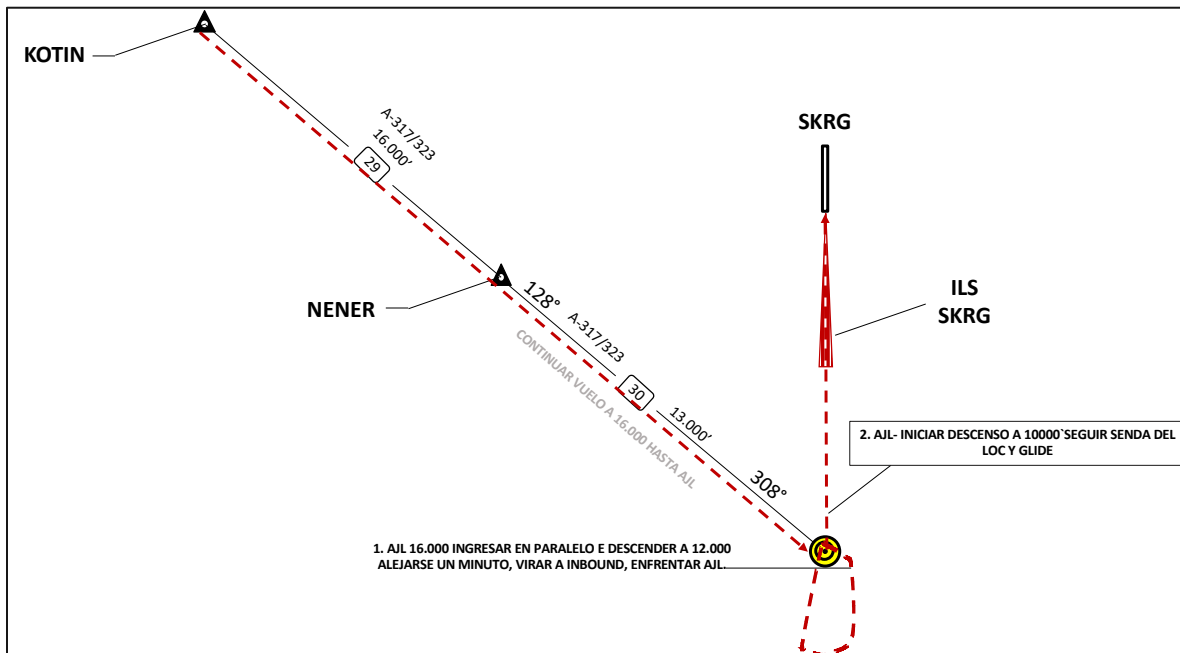 KOTIN
A-317/323
16.000’
29
SKRG
NENER
128°
A-317/323
CONTINUAR VUELO A 16.000 HASTA AJL
30
13.000’
308°
ILS
SKRG
2. AJL- INICIAR DESCENSO A 10000`SEGUIR SENDA DEL
LOC Y GLIDE
1. AJL 16.000 INGRESAR EN PARALELO E DESCENDER A 12.000
ALEJARSE UN MINUTO, VIRAR A INBOUND, ENFRENTAR AJL.